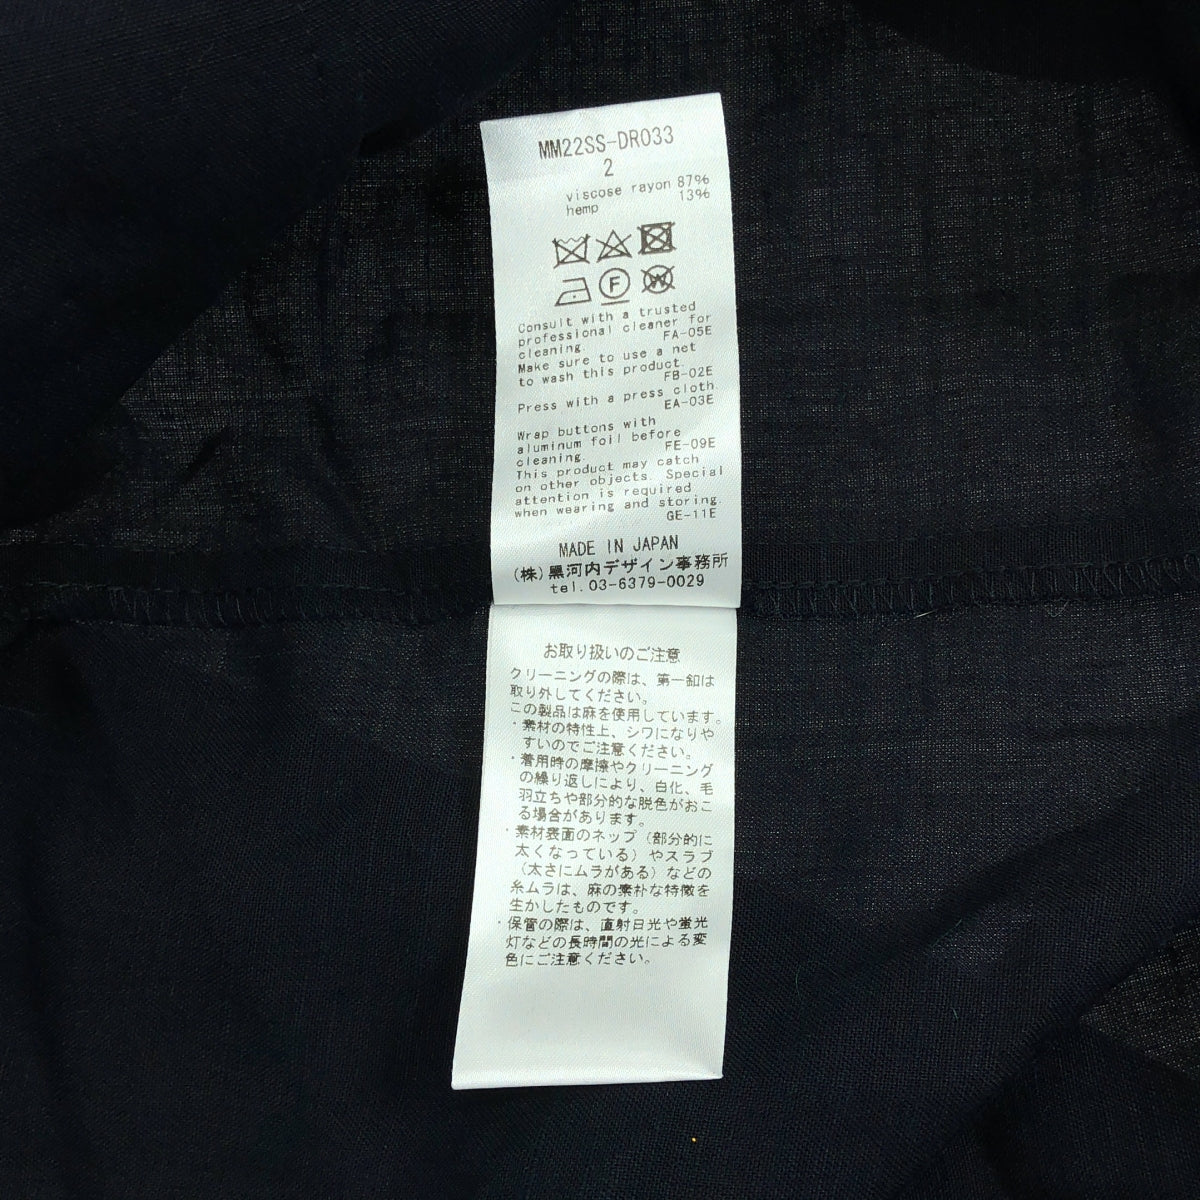 MM22SS-DR033
2
viscose rayon 87%
hemp 13%
F
W
Consult with a trusted
professional cleaner for
cleaning. FA-05E
Make sure to use a net
to wash this product.
FB-02E
Press with a press cloth.
EA-03E
Wrap buttons with
aluminum foil before
cleaning. FE-09E
This product may catch
on other objects. Special
attention is required
when wearing and storing.
GE-11E
MADE IN JAPAN
(株)黒河内デザイン事務所
tel.03-6379-0029
お取り扱いのご注意
クリーニングの際は、第一釦は
取り外してください。
この製品は麻を使用しています。
・素材の特性上、シワになりや
すいのでご注意ください。
・着用時の摩擦やクリーニング
の繰り返しにより、白化、毛
羽立ちや部分的な脱色がおこ
る場合があります。
・素材表面のネップ(部分的に
太くなっている)やスラブ
(太さにムラがある)などの
糸ムラは、麻の素朴な特徴を
生かしたものです。
・保管の際は、直射日光や蛍光
灯などの長時間の光による変
色にご注意ください。